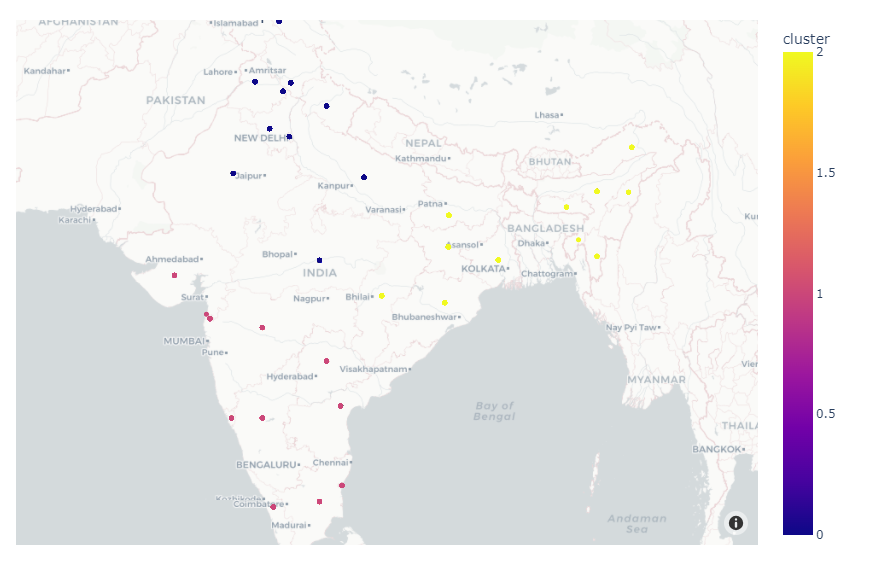 AFGHANISTAN
Islamabad
cluster
2
Kandahar
Lahore
Amritsar
PAKISTAN
Lhasa
NEW DELHI
NEPAL
Kathmandu
BHUTAN
Jaipur
Kanpur
1.5
Hyderabad
Karachi
Varanasi
Patna
BANGLADESH
Ahmedabad
Bhopal
Asansol
Dhaka
INDIA
KOLKATA
Chattogram
Surat
Nagpur
Bhilai
1
Bhubaneshwar
Nay Pyi Taw
MUMBAI
Pune
Hyderabad
Visakhapatnam
MYANMAR
Bay of
Bengal
0.5
BANGKOK
BENGALURU
Chennai
Kozhikode
Coimbatore
Madurai
Andaman
Sea
0